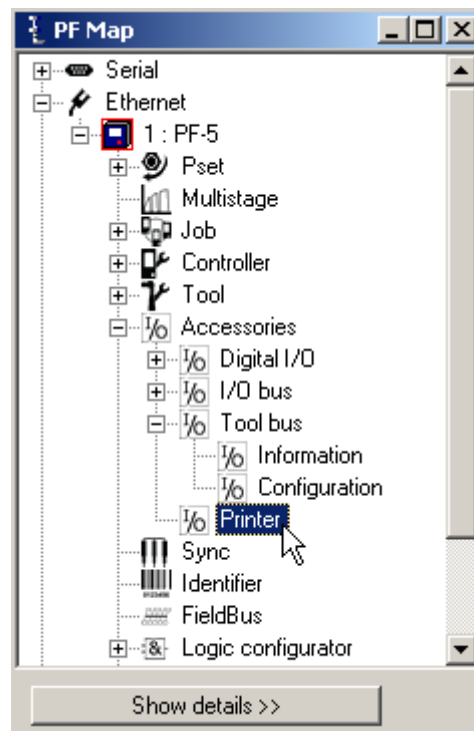 PF Map
Serial
Ethernet
1 : PF-5
Pset
Multistage
Job
Controller
Tool
I/O Accessories
I/O Digital I/O
I/O I/O bus
I/O Tool bus
I/O Information
I/O Configuration
I/O Printer
Sync
Identifier
FieldBus
& Logic configurator
Show details >>